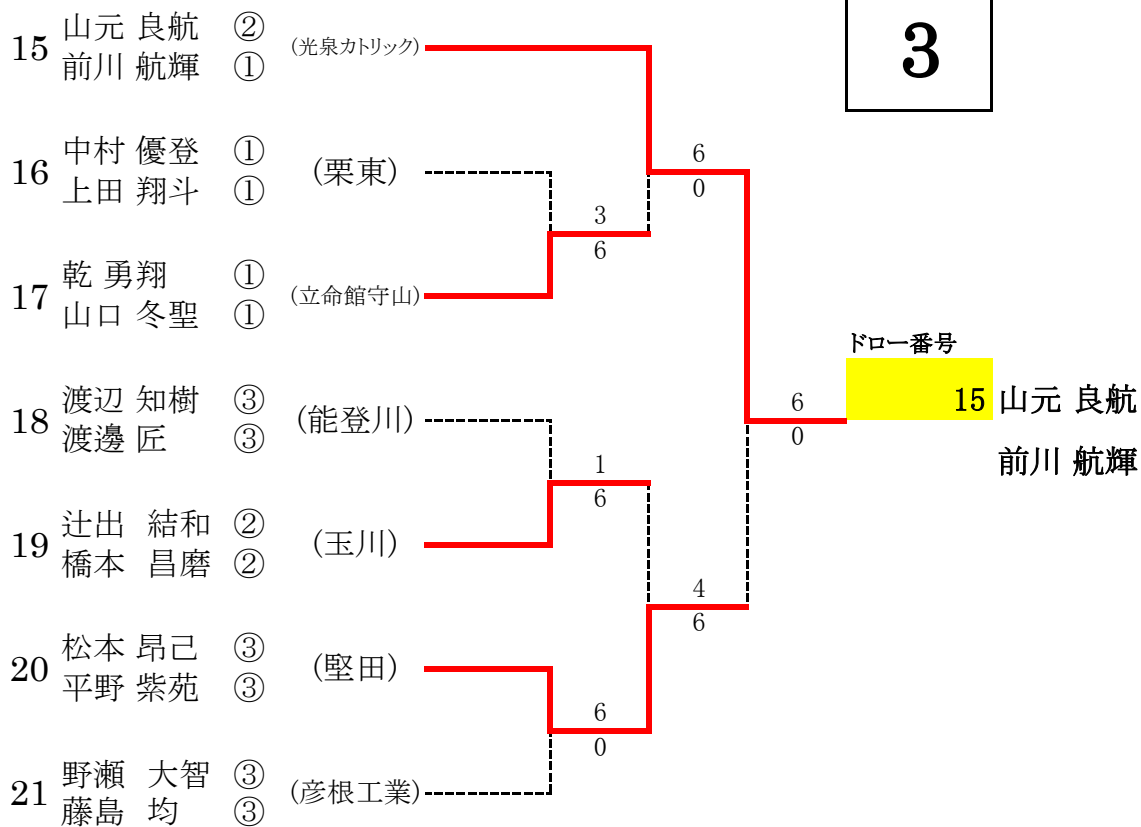 3
15 山元 良航 ② (光泉カトリック)
前川 航輝 ①
16 中村 優登 ① (栗東)
上田 翔斗 ①
6
0
3
6
17 乾 勇翔 ① (立命館守山)
山口 冬聖 ①
ドロー番号
15 山元 良航
前川 航輝
6
0
18 渡辺 知樹 ③ (能登川)
渡邊 匠 ③
1
6
19 辻出 結和 ② (玉川)
橋本 昌磨 ②
4
6
20 松本 昂己 ③ (堅田)
平野 紫苑 ③
6
0
21 野瀬 大智 ③ (彦根工業)
藤島 均 ③